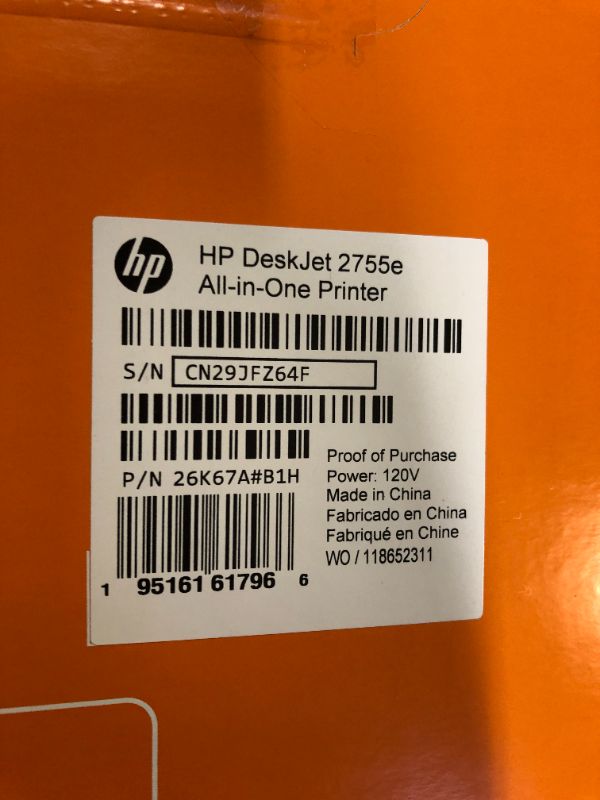 hp
HP DeskJet 2755e
All-in-One Printer
S/N CN29JFZ64F
P/N 26K67A#B1H
Proof of Purchase
Power: 120V
Made in China
Fabricado en China
Fabriqué en Chine
WO / 118652311
1 95161 61796 6